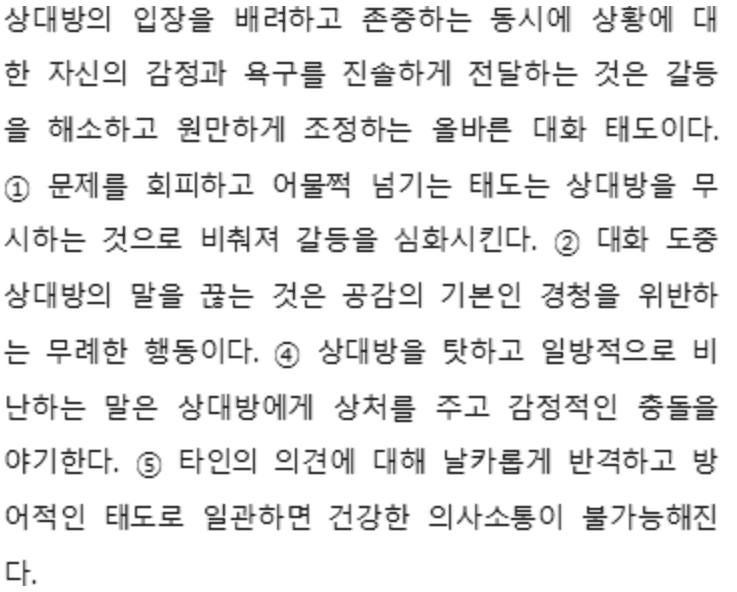 상대방의 입장을 배려하고 존중하는 동시에 상황에 대
한 자신의 감정과 욕구를 진솔하게 전달하는 것은 갈등
을 해소하고 원만하게 조정하는 올바른 대화 태도이다.
① 문제를 회피하고 어물쩍 넘기는 태도는 상대방을 무
시하는 것으로 비춰져 갈등을 심화시킨다. ② 대화 도중
상대방의 말을 끊는 것은 공감의 기본인 경청을 위반하
는 무례한 행동이다. ④ 상대방을 탓하고 일방적으로 비
난하는 말은 상대방에게 상처를 주고 감정적인 충돌을
야기한다. ⑤ 타인의 의견에 대해 날카롭게 반격하고 방
어적인 태도로 일관하면 건강한 의사소통이 불가능해진
다.